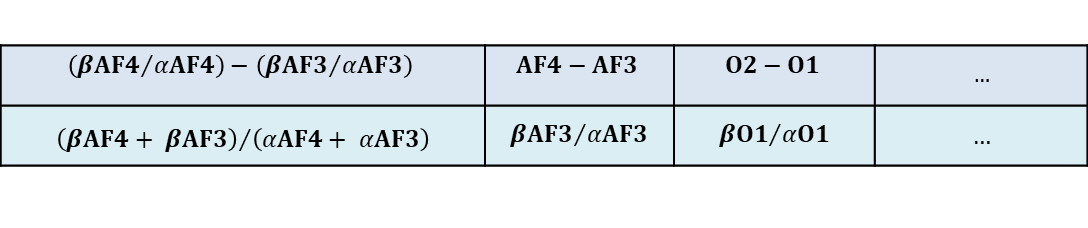 (βAF4/αAF4) − (βAF3/αAF3) AF4 − AF3 O2 − O1 ...
(βAF4 + βAF3)/(αAF4 + αAF3) βAF3/αAF3 βO1/αO1 ...